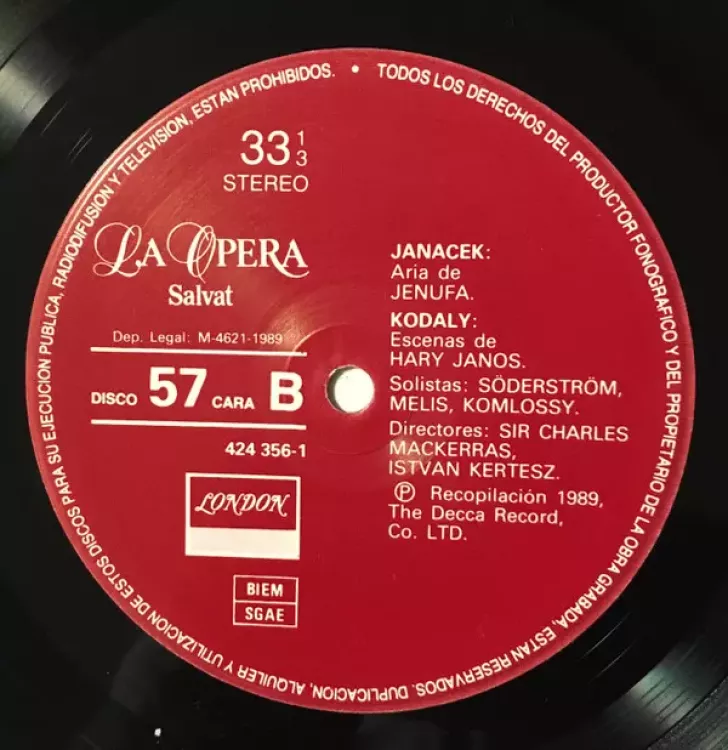 TODOS LOS DERECHOS DEL PRODUCTOR FONOGRAFICO Y DEL PROPIETARIO DE LA OBRA GRABADA, ESTAN RESERVADOS. DUPLICACION, ALQUILER Y UTILIZACION DE ESTOS DISCOS PARA SU EJECUCION PUBLICA, RADIODIFUSION Y TELEVISION, ESTAN PROHIBIDOS. •
33 1/3
STEREO
LA OPERA
Salvat
Dep. Legal: M-4621-1989
DISCO 57 CARA B
424 356-1
LONDON
BIEM
SGAE
JANACEK:
Aria de
JENUFA.
KODALY:
Escenas de
HARY JANOS.
Solistas: SÖDERSTRÖM,
MELIS, KOMLOSSY.
Directores: SIR CHARLES
MACKERRAS,
ISTVAN KERTESZ.
Ⓟ Recopilación 1989,
The Decca Record,
Co. LTD.